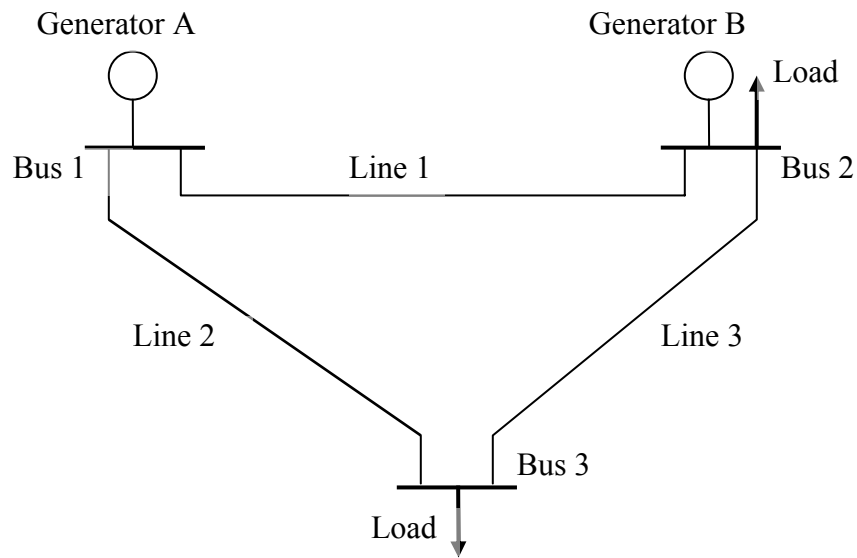 Generator A
Generator B
Load
Bus 1
Line 1
Bus 2
Line 2
Line 3
Bus 3
Load